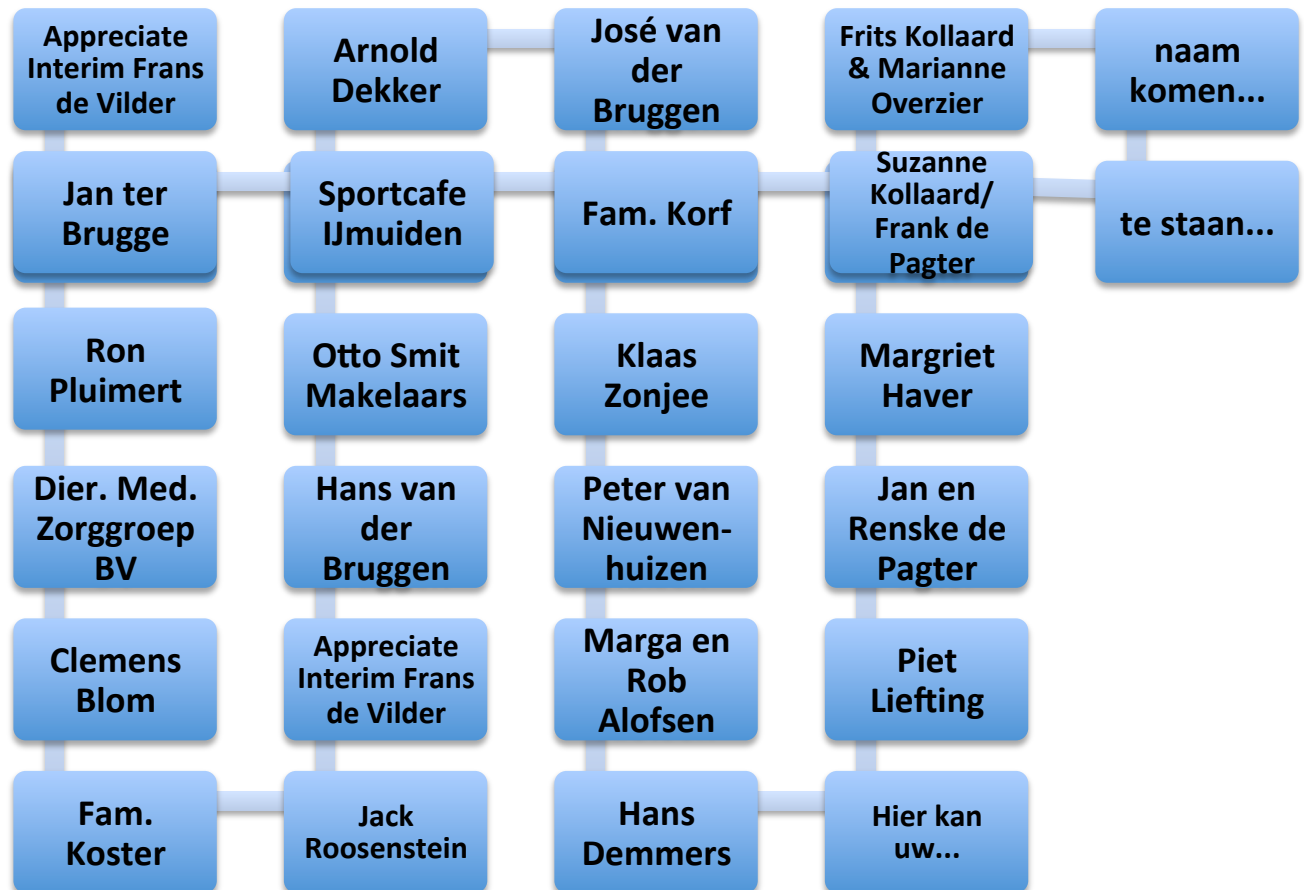 Appreciate
Interim Frans
de Vilder
Arnold
Dekker
José van
der
Bruggen
Frits Kollaard
& Marianne
Overzier
naam
komen...
Jan ter
Brugge
Sportcafe
IJmuiden
Fam. Korf
Suzanne
Kollaard/
Frank de
Pagter
te staan...
Ron
Pluimert
Otto Smit
Makelaars
Klaas
Zonjee
Margriet
Haver
Dier. Med.
Zorggroep
BV
Hans van
der
Bruggen
Peter van
Nieuwen-
huizen
Jan en
Renske de
Pagter
Clemens
Blom
Appreciate
Interim Frans
de Vilder
Marga en
Rob
Alofsen
Piet
Liefting
Fam.
Koster
Jack
Roosenstein
Hans
Demmers
Hier kan
uw...